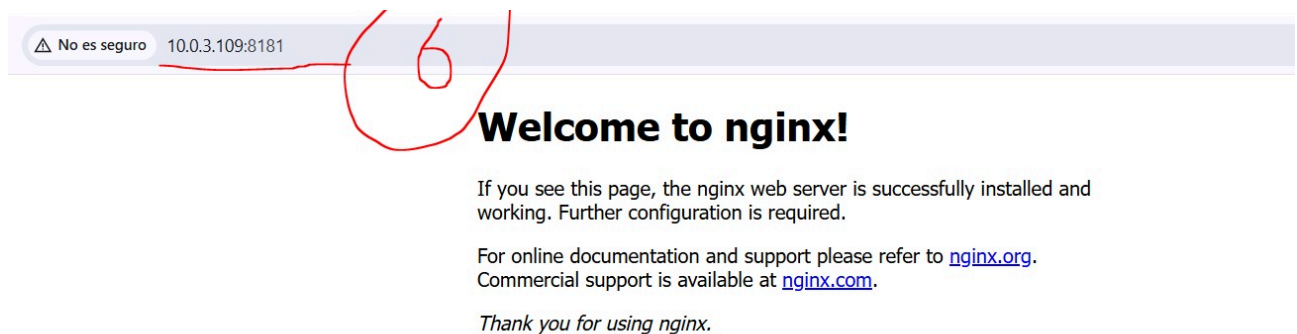 No es seguro 10.0.3.109:8181
6
Welcome to nginx!
If you see this page, the nginx web server is successfully installed and
working. Further configuration is required.
For online documentation and support please refer to nginx.org.
Commercial support is available at nginx.com.
Thank you for using nginx.